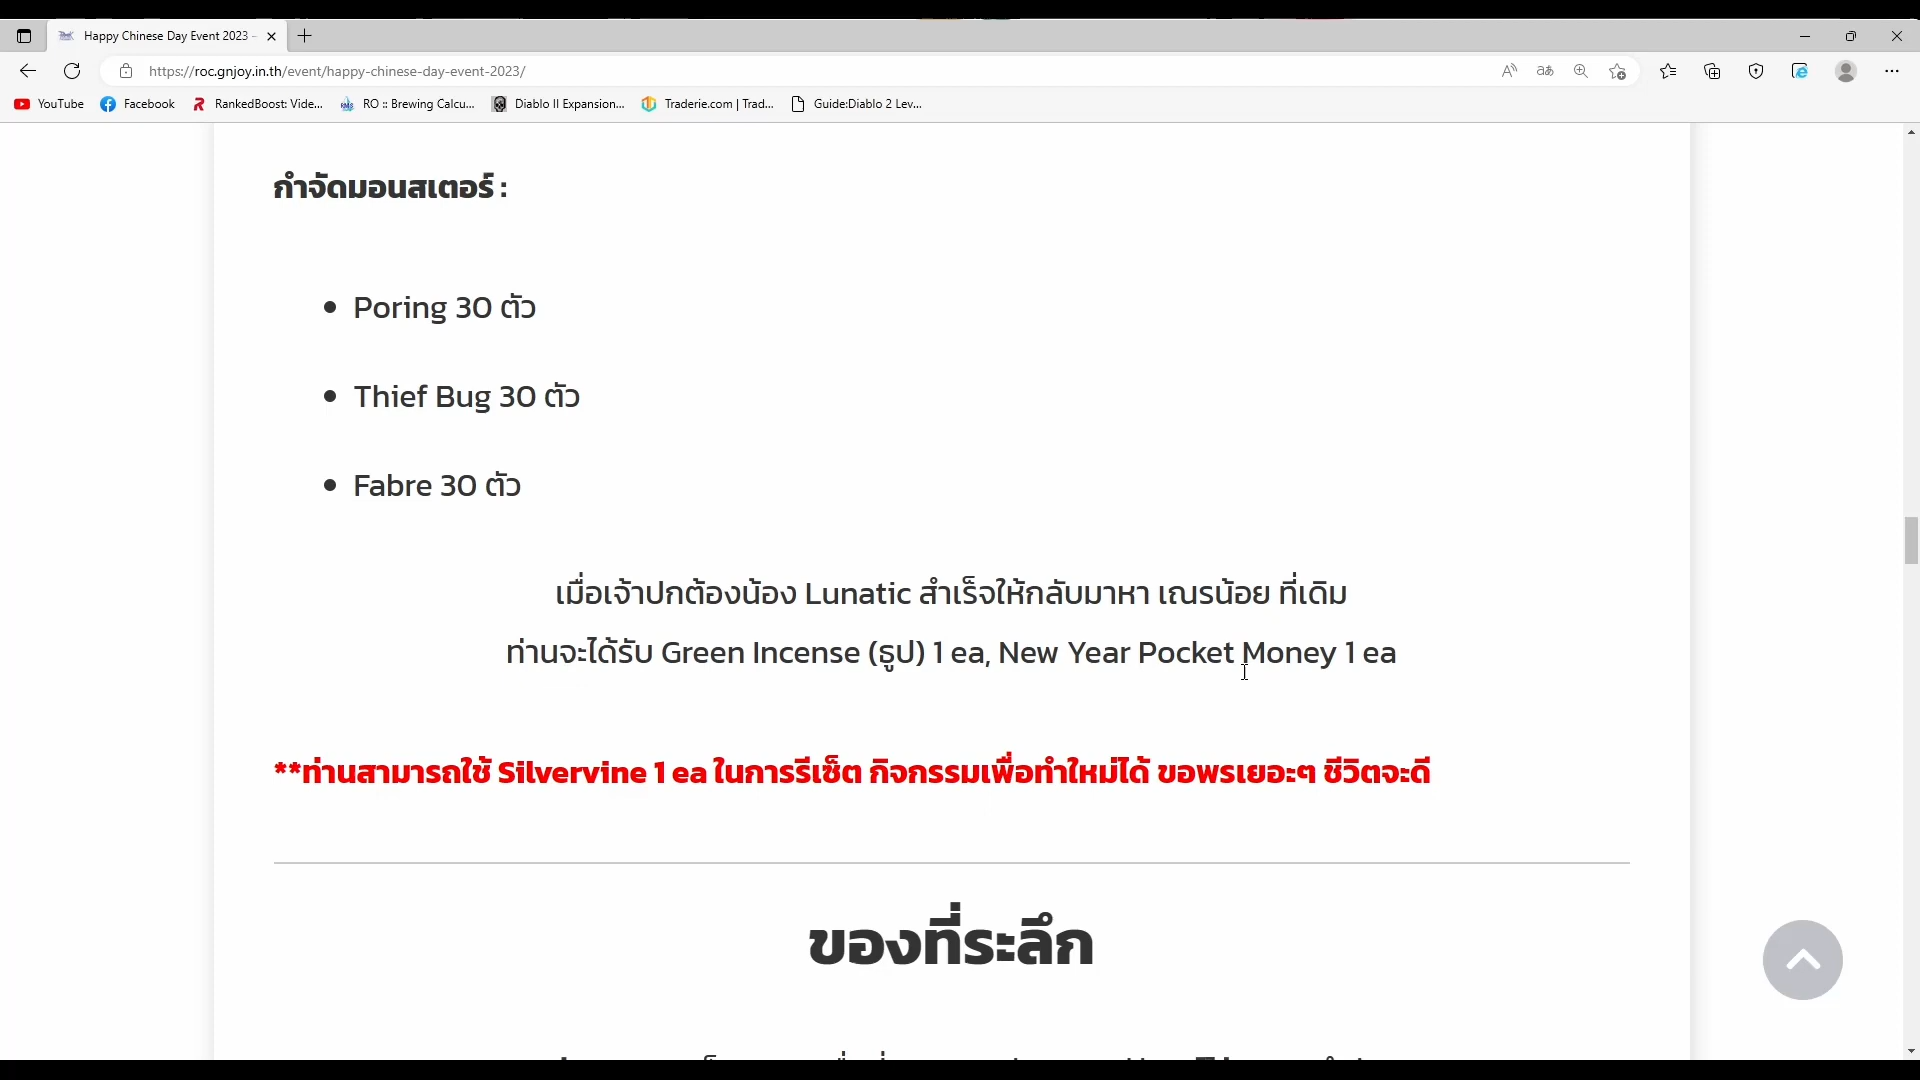 Happy Chinese Day Event 2023 -
https://roc.gnjoy.in.th/event/happy-chinese-day-event-2023/
YouTube Facebook RankedBoost: Vide... RO :: Brewing Calcu... Diablo II Expansion... Traderie.com | Trad... Guide:Diablo 2 Lev...
กำจัดมอนสเตอร์ :
• Poring 30 ตัว
• Thief Bug 30 ตัว
• Fabre 30 ตัว
เมื่อเจ้าปกต้องน้อง Lunatic สำเร็จให้กลับมาหา เณรน้อย ที่เดิม
ท่านจะได้รับ Green Incense (ธูป) 1 ea, New Year Pocket Money 1 ea
**ท่านสามารถใช้ Silvervine 1 ea ในการรีเซ็ต กิจกรรมเพื่อทำใหม่ได้ ขอพรเยอะๆ ชีวิตจะดี
ของที่ระลึก